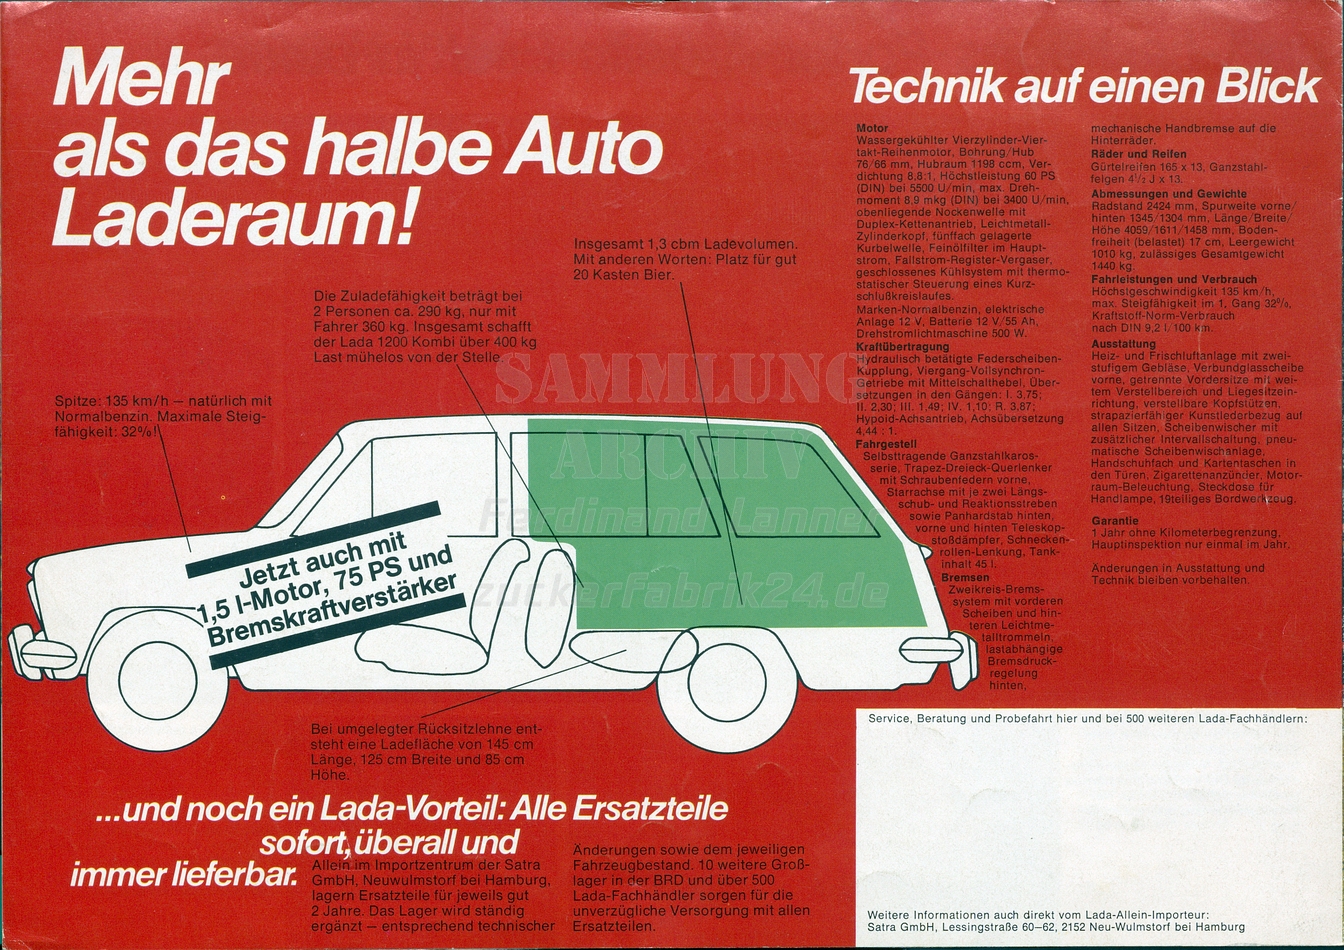 Mehr
als das halbe Auto
Laderaum!
Insgesamt 1,3 cbm Ladevolumen.
Mit anderen Worten: Platz für gut
20 Kasten Bier.
Die Zuladefähigkeit beträgt bei
2 Personen ca. 290 kg, nur mit
Fahrer 360 kg. Insgesamt schafft
der Lada 1200 Kombi über 400 kg
Last mühelos von der Stelle.
Spitze: 135 km/h — natürlich mit
Normalbenzin. Maximale Steig-
fähigkeit: 32%!
Jetzt auch mit
1,5 l-Motor, 75 PS und
Bremskraftverstärker
SAMMLUNG
ARCHIV
zuckerfabrik24.de
Bei umgelegter Rücksitzlehne ent-
steht eine Ladefläche von 145 cm
Länge, 125 cm Breite und 85 cm
Höhe.
...und noch ein Lada-Vorteil: Alle Ersatzteile
sofort, überall und
immer lieferbar.
Allein im Importzentrum der Satra
GmbH, Neuwulmstorf bei Hamburg,
lagern Ersatzteile für jeweils gut
2 Jahre. Das Lager wird ständig
ergänzt — entsprechend technischer
Änderungen sowie dem jeweiligen
Fahrzeugbestand. 10 weitere Groß-
lager in der BRD und über 500
Lada-Fachhändler sorgen für die
unverzügliche Versorgung mit allen
Ersatzteilen.
Technik auf einen Blick
Motor
Wassergekühlter Vierzylinder-Vier-
takt-Reihenmotor, Bohrung/Hub
76/66 mm, Hubraum 1198 ccm, Ver-
dichtung 8.8:1, Höchstleistung 60 PS
(DIN) bei 5500 U/min, max. Dreh-
moment 8,9 mkg (DIN) bei 3400 U/min,
obenliegende Nockenwelle mit
Duplex-Kettenantrieb, Leichtmetall-
Zylinderkopf, fünffach gelagerte
Kurbelwelle, Feinölfilter im Haupt-
strom, Fallstrom-Register-Vergaser,
geschlossenes Kühlsystem mit thermo-
statischer Steuerung eines Kurz-
schlußkreislaufes.
Marken-Normalbenzin, elektrische
Anlage 12 V, Batterie 12 V/55 Ah,
Drehstromlichtmaschine 500 W.
Kraftübertragung
Hydraulisch betätigte Federscheiben-
Kupplung, Viergang-Vollsynchron-
Getriebe mit Mittelschalthebel, Über-
setzungen in den Gängen: I. 3,75;
II. 2,30; III. 1,49; IV. 1,10; R. 3,87;
Hypoid-Achsantrieb, Achsübersetzung
4,44 : 1.
Fahrgestell
Selbsttragende Ganzstahlkaros-
serie, Trapez-Dreieck-Querlenker
mit Schraubenfedern vorne,
Starrachse mit je zwei Längs-
schub- und Reaktionsstreben
sowie Panhardstab hinten,
vorne und hinten Teleskop-
stoßdämpfer, Schnecken-
rollen-Lenkung, Tank-
inhalt 45 l.
Bremsen
Zweikreis-Brems-
system mit vorderen
Scheiben und hin-
teren Leichtme-
talltrommeln,
lastabhängige
Bremsdruck-
regelung
hinten,
mechanische Handbremse auf die
Hinterräder.
Räder und Reifen
Gürtelreifen 165 x 13, Ganzstahl-
felgen 4½ J x 13.
Abmessungen und Gewichte
Radstand 2424 mm, Spurweite vorne/
hinten 1345/1304 mm, Länge/Breite/
Höhe 4059/1611/1458 mm, Boden-
freiheit (belastet) 17 cm, Leergewicht
1010 kg, zulässiges Gesamtgewicht
1440 kg.
Fahrleistungen und Verbrauch
Höchstgeschwindigkeit 135 km/h,
max. Steigfähigkeit im 1. Gang 32%,
Kraftstoff-Norm-Verbrauch
nach DIN 9,2 l/100 km.
Ausstattung
Heiz- und Frischluftanlage mit zwei-
stufigem Gebläse, Verbundglasscheibe
vorne, getrennte Vordersitze mit wei-
tem Verstellbereich und Liegesitzein-
richtung, verstellbare Kopfstützen,
strapazierfähiger Kunstlederbezug auf
allen Sitzen, Scheibenwischer mit
zusätzlicher Intervallschaltung, pneu-
matische Scheibenwischanlage,
Handschuhfach und Kartentaschen in
den Türen, Zigarettenanzünder, Motor-
raum-Beleuchtung, Steckdose für
Handlampe, 19teiliges Bordwerkzeug.
Garantie
1 Jahr ohne Kilometerbegrenzung,
Hauptinspektion nur einmal im Jahr.
Änderungen in Ausstattung und
Technik bleiben vorbehalten.
Service, Beratung und Probefahrt hier und bei 500 weiteren Lada-Fachhändlern:
Weitere Informationen auch direkt vom Lada-Allein-Importeur:
Satra GmbH, Lessingstraße 60–62, 2152 Neu-Wulmstorf bei Hamburg